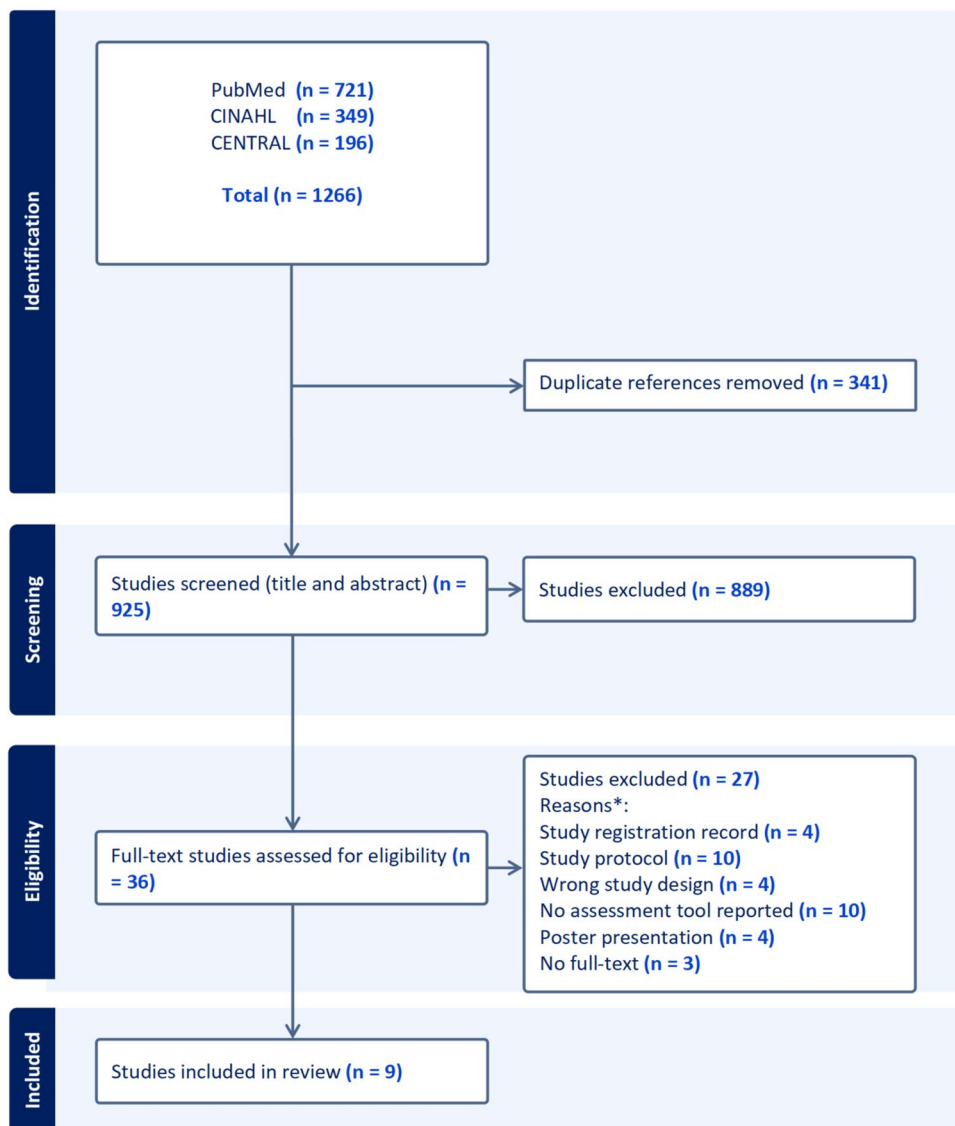 Identification
PubMed (n = 721)
CINAHL (n = 349)
CENTRAL (n = 196)
Total (n = 1266)
Duplicate references removed (n = 341)
Screening
Studies screened (title and abstract) (n =
925)
Studies excluded (n = 889)
Eligibility
Full-text studies assessed for eligibility (n
= 36)
Studies excluded (n = 27)
Reasons*:
Study registration record (n = 4)
Study protocol (n = 10)
Wrong study design (n = 4)
No assessment tool reported (n = 10)
Poster presentation (n = 4)
No full-text (n = 3)
Included
Studies included in review (n = 9)